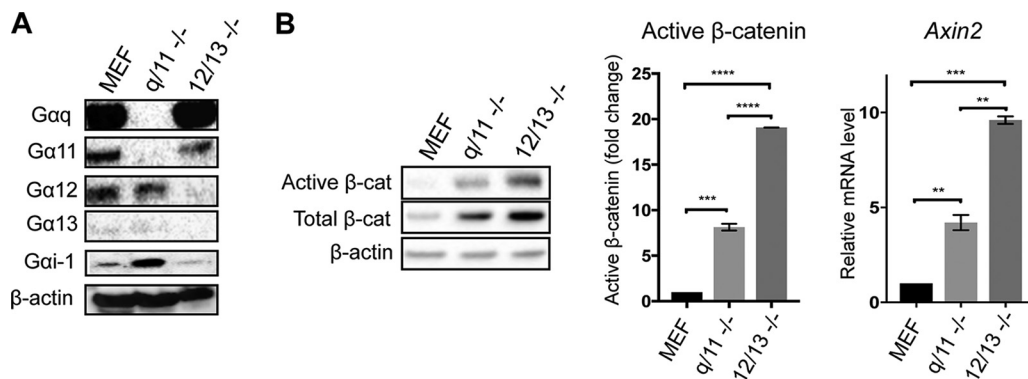 A
MEF
q/11 -/-
12/13 -/-
Gαq
Gα11
Gα12
Gα13
Gαi-1
β-actin
B
MEF
q/11 -/-
12/13 -/-
Active β-cat
Total β-cat
β-actin
Active β-catenin
Active β-catenin (fold change)
25
20
15
10
5
0
****
****
***
MEF
q/11 -/-
12/13 -/-
Axin2
Relative mRNA level
10
5
0
***
**
**
MEF
q/11 -/-
12/13 -/-